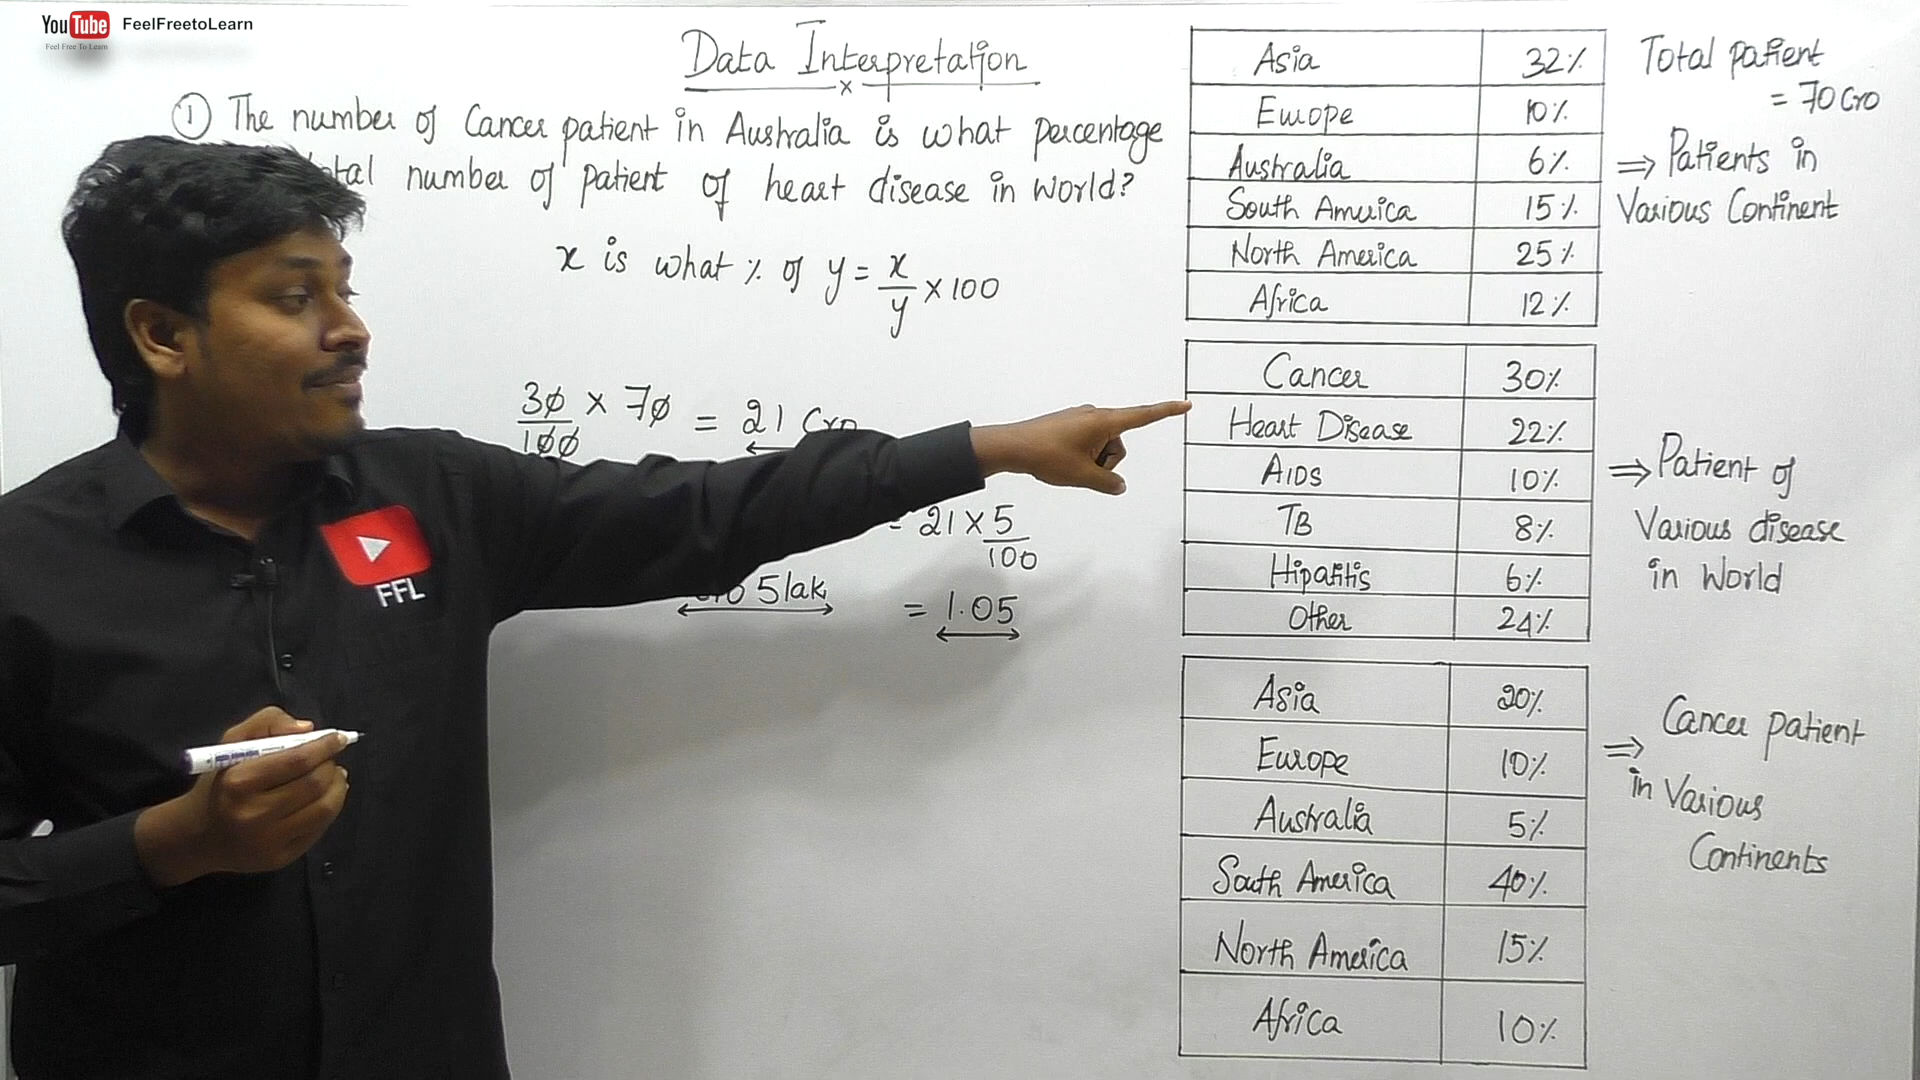 YouTube FeelFreetoLearn
Feel Free To Learn
Data Interpretation
x
① The number of Cancer patient in Australia is what percentage
number of patient of heart disease in world?
x is what % of y = x/y × 100
30/100 × 70 = 21 Cro
= 21 × 5/100
5 lak
= 1.05
FFL
Asia 32%
Europe 10%
Australia 6%
South America 15%
North America 25%
Africa 12%
Total patient
= 70 Cro
⇒ Patients in
Various Continent
Cancer 30%
Heart Disease 22%
AIDS 10%
TB 8%
Hipatitis 6%
Other 24%
⇒ Patient of
Various disease
in World
Asia 20%
Europe 10%
Australia 5%
South America 40%
North America 15%
Africa 10%
Cancer patient
⇒
in Various
Continents